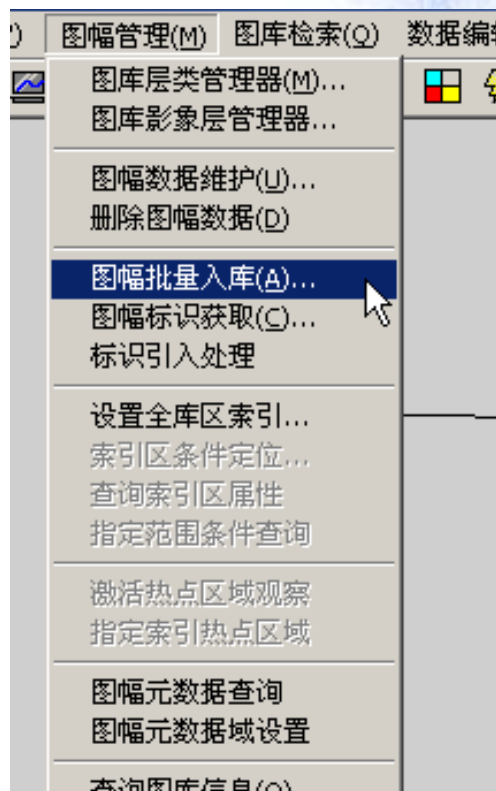 图幅管理(M) 图库检索(Q) 数据编
图库层类管理器(M)...
图库影象层管理器...
图幅数据维护(U)...
删除图幅数据(D)
图幅批量入库(A)...
图幅标识获取(C)...
标识引入处理
设置全库区索引...
索引区条件定位...
查询索引区属性
指定范围条件查询
激活热点区域观察
指定索引热点区域
图幅元数据查询
图幅元数据域设置
查询图库信息(O)